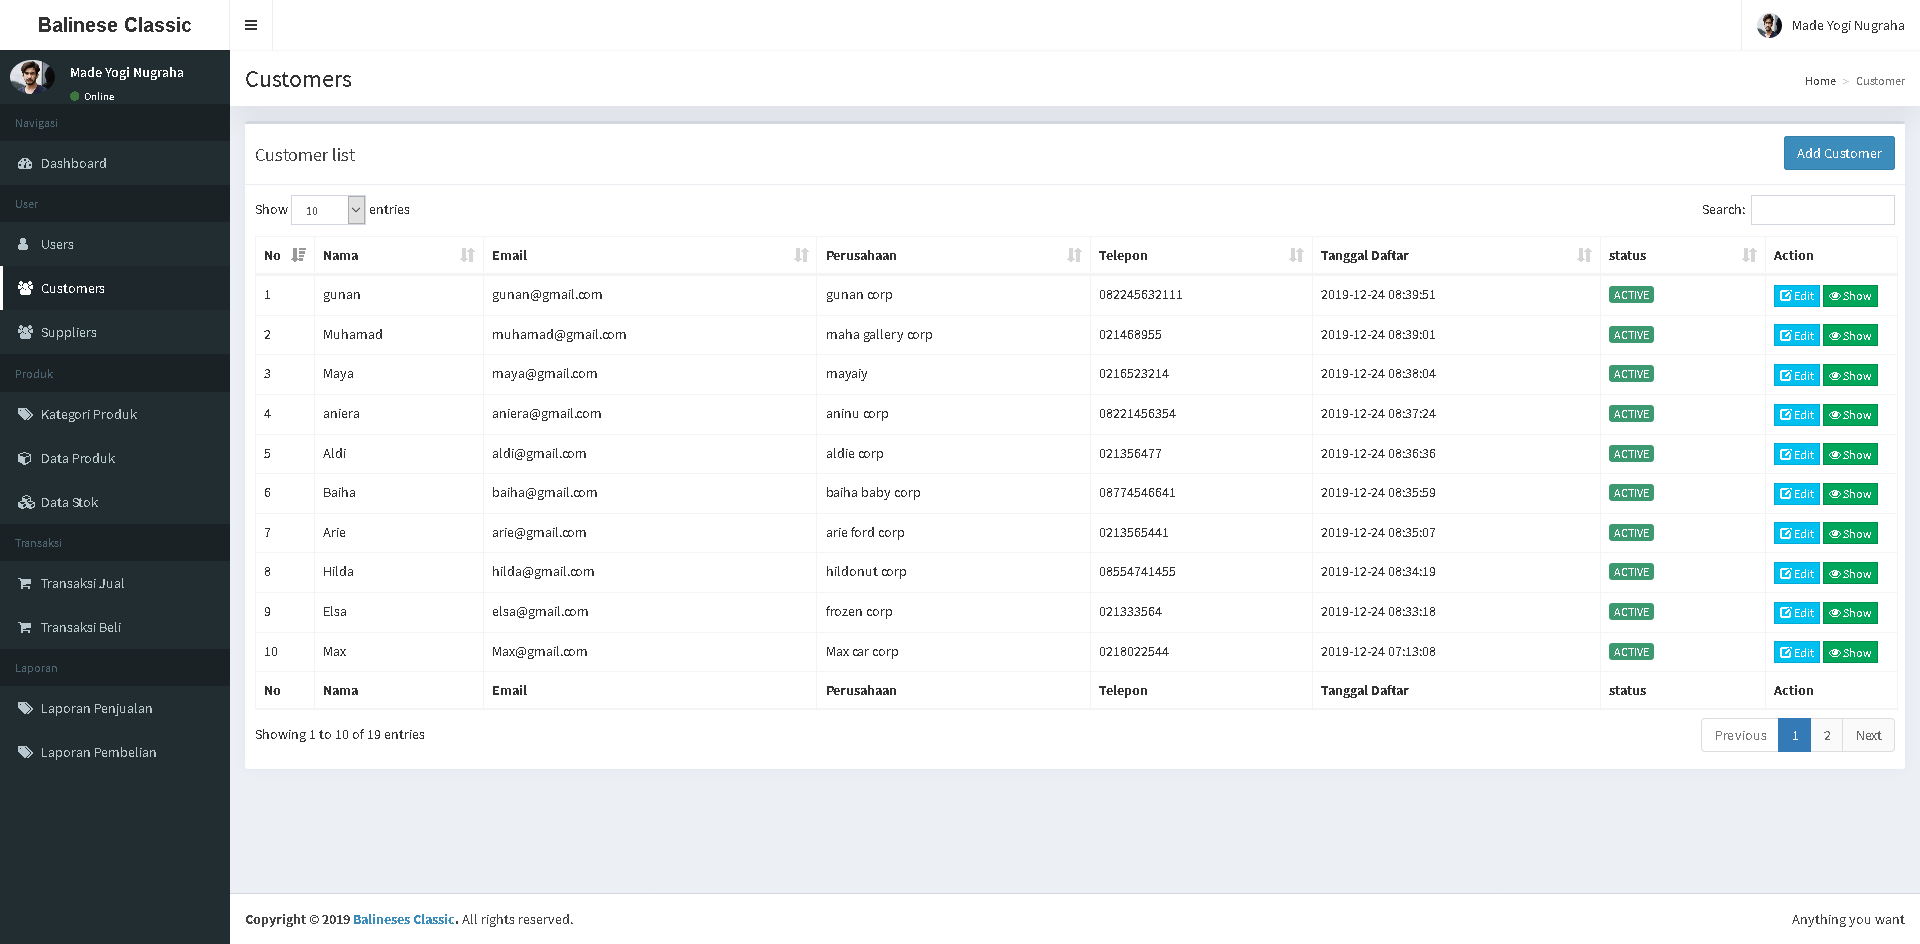 Balinese Classic
Made Yogi Nugraha
Made Yogi Nugraha
Online
Navigasi
Dashboard
User
Users
Customers
Suppliers
Produk
Kategori Produk
Data Produk
Data Stok
Transaksi
Transaksi Jual
Transaksi Beli
Laporan
Laporan Penjualan
Laporan Pembelian
Customers
Home > Customer
Customer list
Add Customer
Show 10 entries
Search:
No Nama Email Perusahaan Telepon Tanggal Daftar status Action
1 gunan gunan@gmail.com gunan corp 082245632111 2019-12-24 08:39:51 ACTIVE Edit Show
2 Muhamad muhamad@gmail.com maha gallery corp 021468955 2019-12-24 08:39:01 ACTIVE Edit Show
3 Maya maya@gmail.com mayaiy 0216523214 2019-12-24 08:38:04 ACTIVE Edit Show
4 aniera aniera@gmail.com aninu corp 08221456354 2019-12-24 08:37:24 ACTIVE Edit Show
5 Aldi aldi@gmail.com aldie corp 021356477 2019-12-24 08:36:36 ACTIVE Edit Show
6 Baiha baiha@gmail.com baiha baby corp 08774546641 2019-12-24 08:35:59 ACTIVE Edit Show
7 Arie arie@gmail.com arie ford corp 0213565441 2019-12-24 08:35:07 ACTIVE Edit Show
8 Hilda hilda@gmail.com hildonut corp 08554741455 2019-12-24 08:34:19 ACTIVE Edit Show
9 Elsa elsa@gmail.com frozen corp 021333564 2019-12-24 08:33:18 ACTIVE Edit Show
10 Max Max@gmail.com Max car corp 0218022544 2019-12-24 07:13:08 ACTIVE Edit Show
No Nama Email Perusahaan Telepon Tanggal Daftar status Action
Showing 1 to 10 of 19 entries
Previous 1 2 Next
Copyright © 2019 Balineses Classic. All rights reserved.
Anything you want